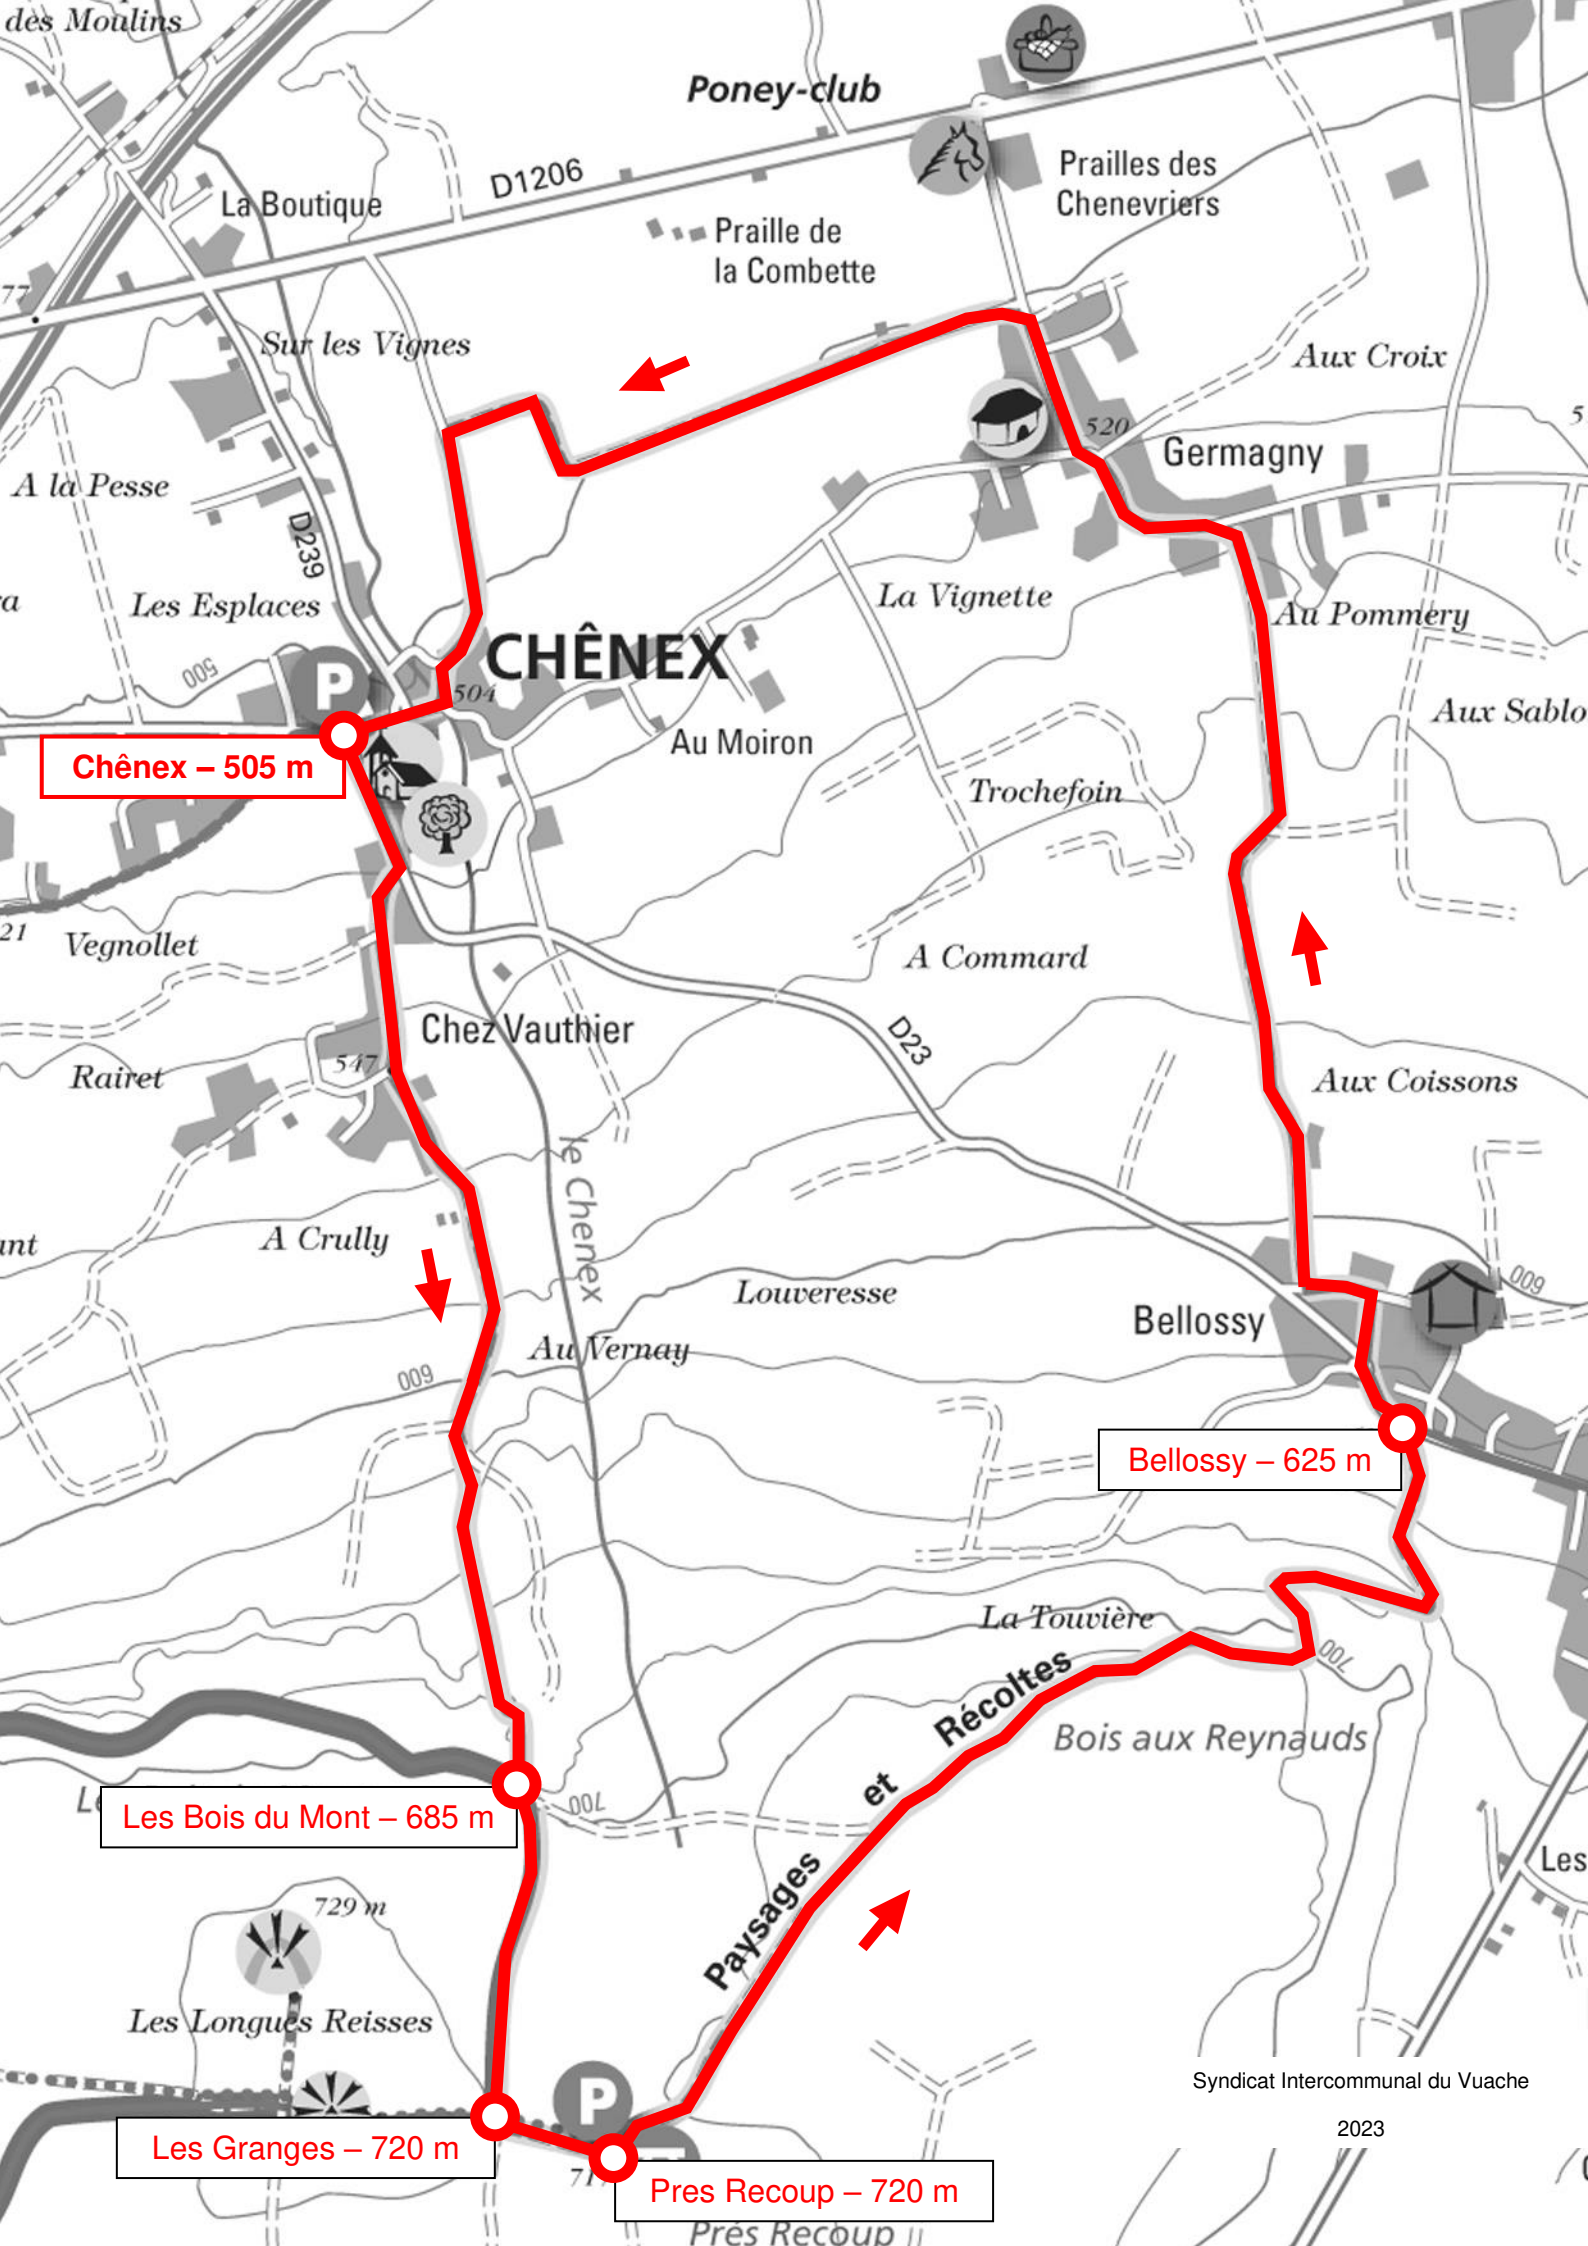 des Moulins
Poney-club
D1206
Prailles des
Chenevriers
La Boutique
Praille de
la Combette
77
Sur les Vignes
Aux Croix
520
Germagny
A la Pesse
D239
Les Esplaces
La Vignette
Au Pommery
500
P
CHÊNEX
504
Aux Sablo
Au Moiron
Chênex – 505 m
Trochefoin
21
Vegnollet
A Commard
Chez Vauthier
D23
547
Rairet
Aux Coissons
le Chenex
A Crully
ant
600
Louveresse
Bellossy
Au Vernay
600
Bellossy – 625 m
La Touvière
700
Paysages et Récoltes
Bois aux Reynauds
Les Bois du Mont – 685 m
700
Les
729 m
Les Longues Reisses
P
Syndicat Intercommunal du Vuache
2023
Les Granges – 720 m
Pres Recoup – 720 m
Prés Recoup